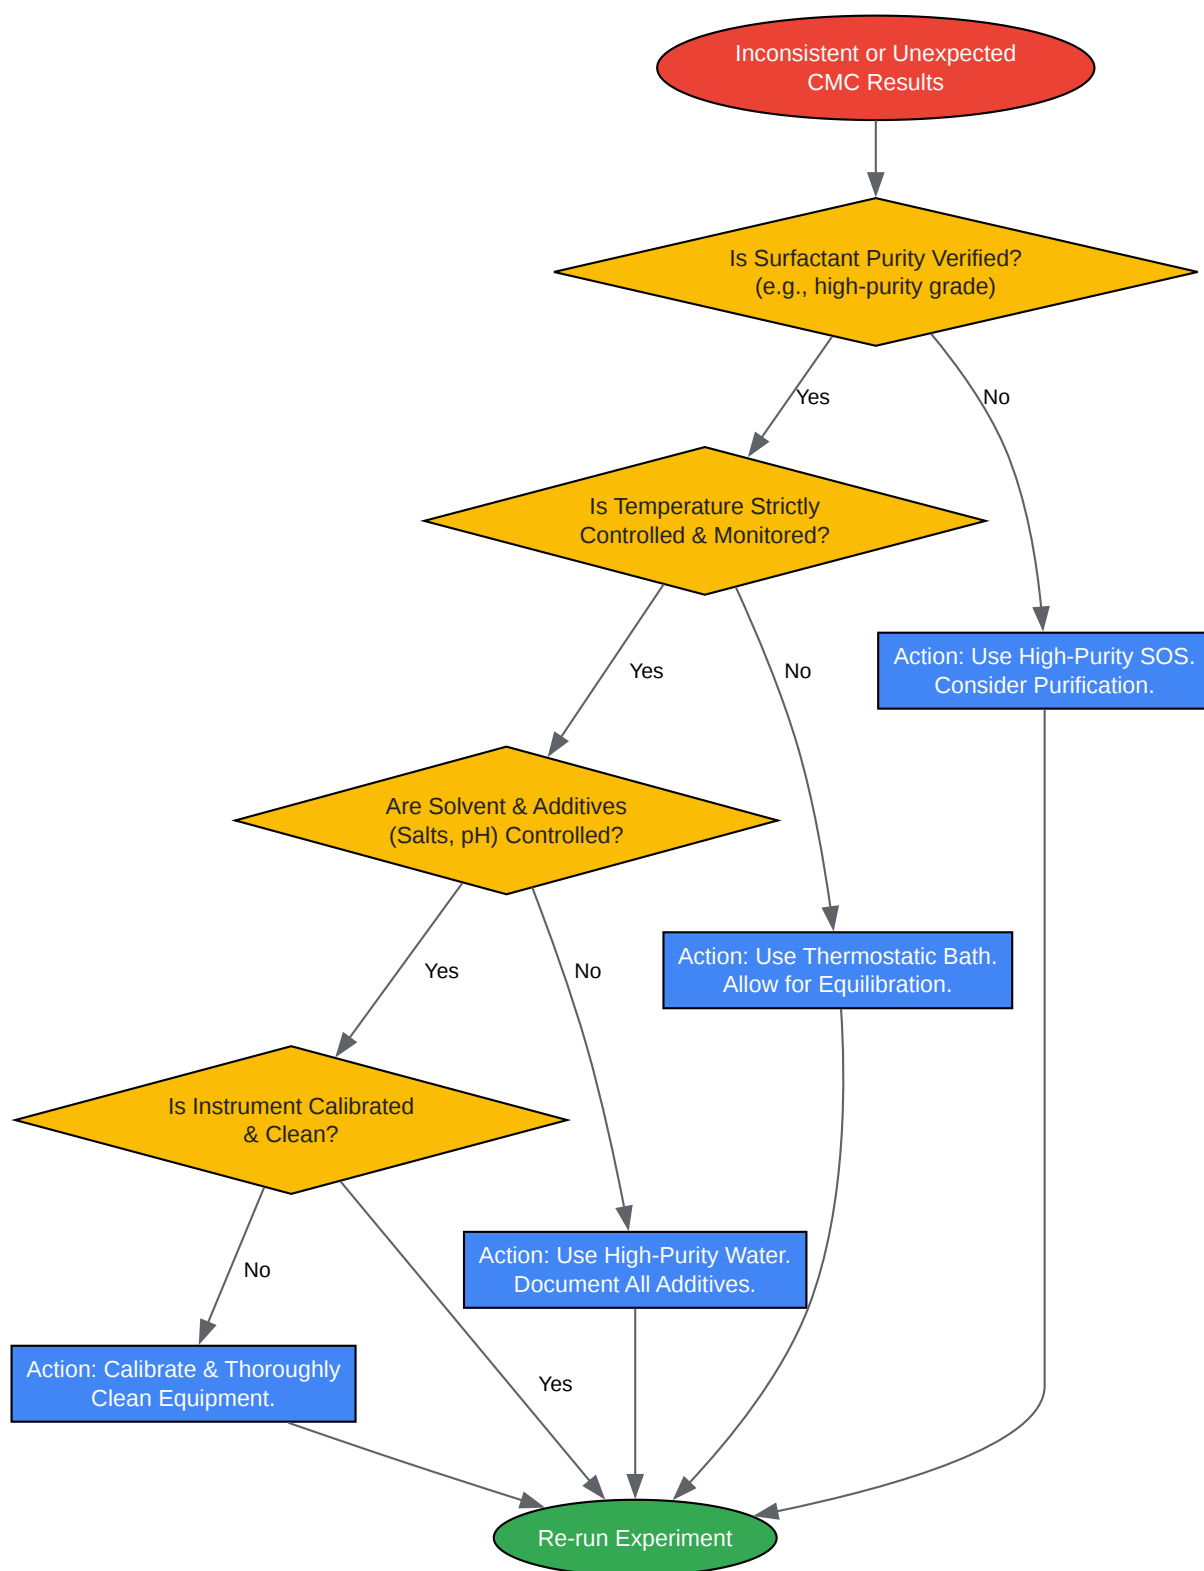 Inconsistent or Unexpected
CMC Results
Is Surfactant Purity Verified?
(e.g., high-purity grade)
Yes
No
Is Temperature Strictly
Controlled & Monitored?
Yes
No
Action: Use High-Purity SOS.
Consider Purification.
Are Solvent & Additives
(Salts, pH) Controlled?
Yes
No
Action: Use Thermostatic Bath.
Allow for Equilibration.
Is Instrument Calibrated
& Clean?
No
Yes
Action: Use High-Purity Water.
Document All Additives.
Action: Calibrate & Thoroughly
Clean Equipment.
Re-run Experiment